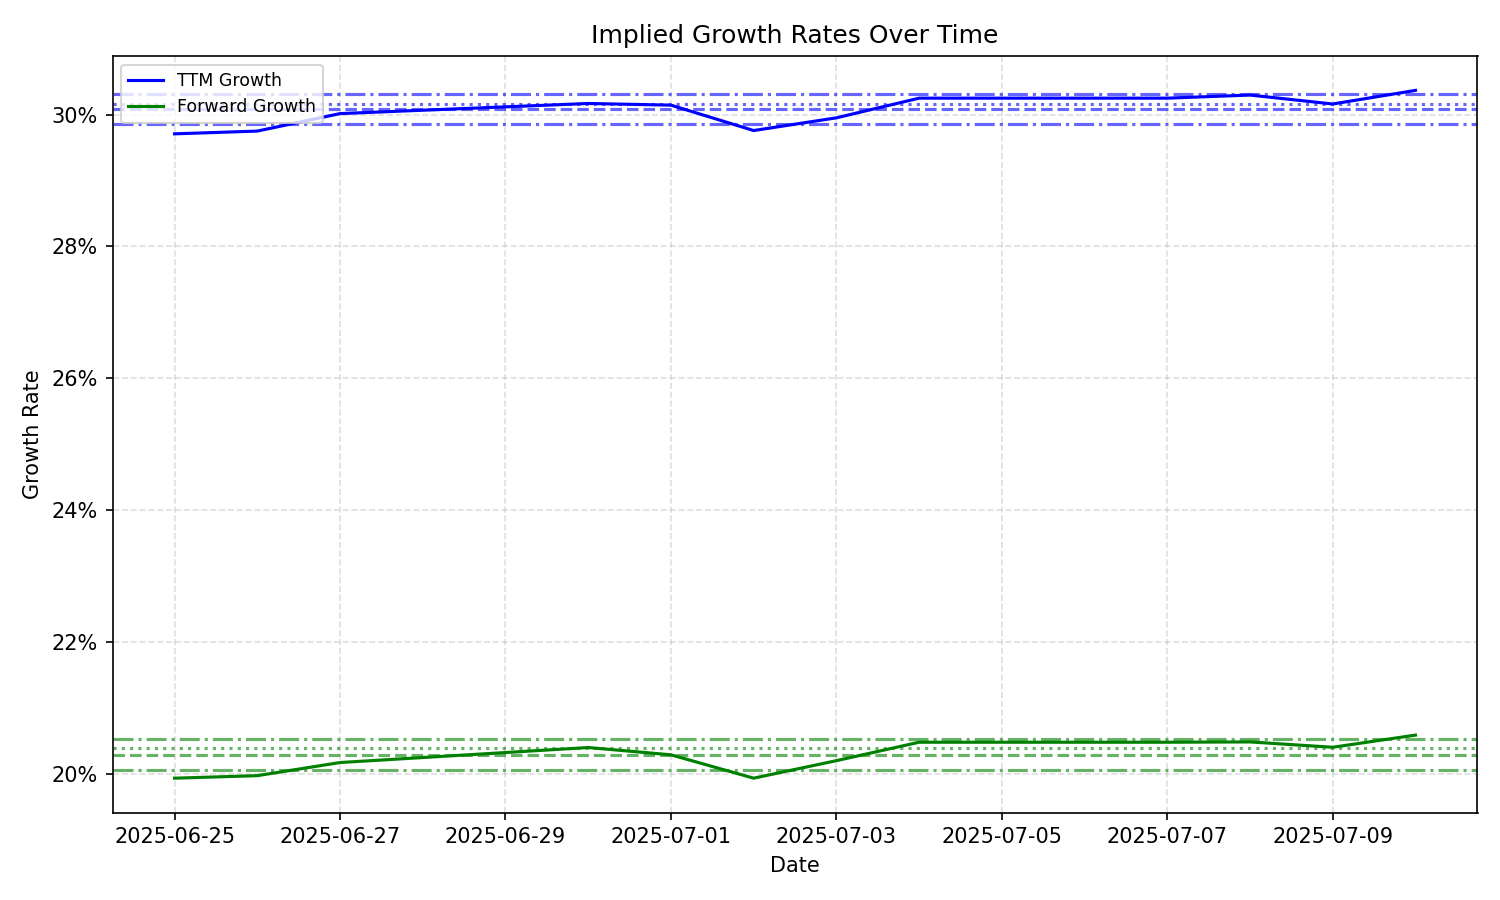 Implied Growth Rates Over Time
TTM Growth
Forward Growth
30%
28%
26%
24%
22%
20%
Growth Rate
2025-06-25
2025-06-27
2025-06-29
2025-07-01
2025-07-03
2025-07-05
2025-07-07
2025-07-09
Date